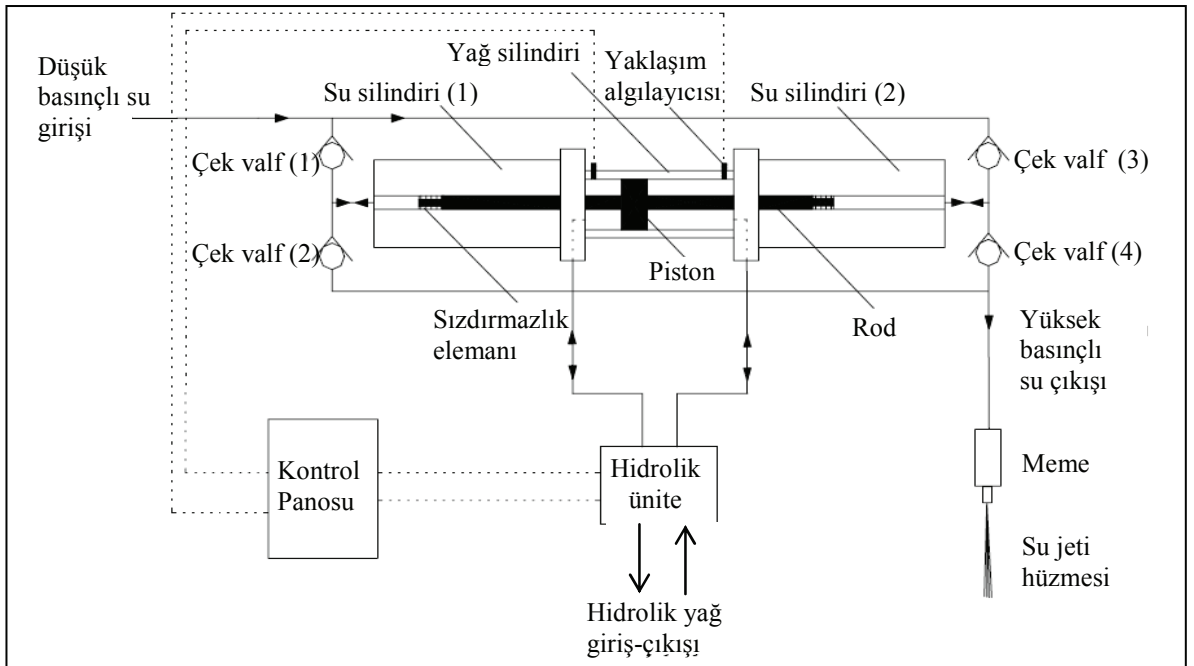 Düşük
basınçlı su
girişi
Su silindiri (1)
Yağ silindiri
Yaklaşım
algılayıcısı
Su silindiri (2)
Çek valf (1)
Çek valf (3)
Çek valf (2)
Çek valf (4)
Piston
Sızdırmazlık
elemanı
Rod
Yüksek
basınçlı
su çıkışı
Kontrol
Panosu
Hidrolik
ünite
Meme
Su jeti
hüzmesi
Hidrolik yağ
giriş-çıkışı